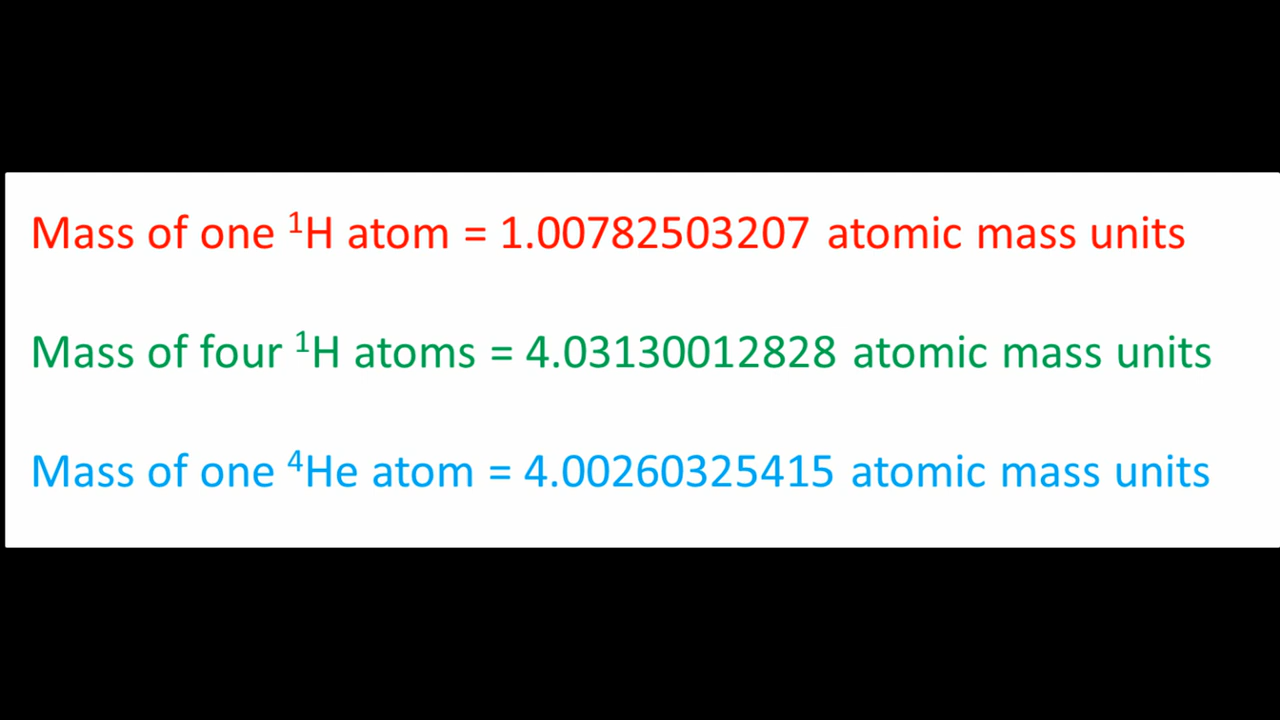 Mass of one ¹H atom = 1.00782503207 atomic mass units
Mass of four ¹H atoms = 4.03130012828 atomic mass units
Mass of one ⁴He atom = 4.00260325415 atomic mass units